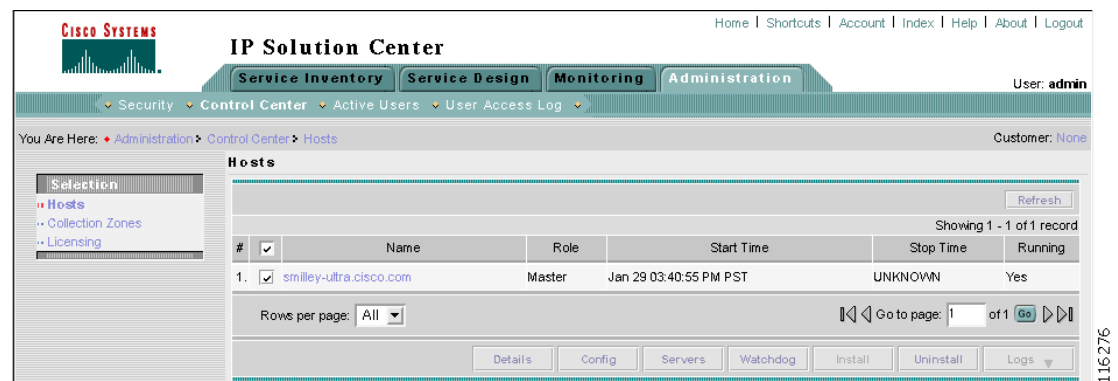 Home | Shortcuts | Account | Index | Help | About | Logout
CISCO SYSTEMS
IP Solution Center
Service Inventory Service Design Monitoring Administration
User: admin
Security Control Center Active Users User Access Log
You Are Here: Administration Control Center Hosts
Customer: None
Hosts
Selection
Hosts
Collection Zones
Licensing
Refresh
Showing 1 - 1 of 1 record
# Name Role Start Time Stop Time Running
1. smilley-ultra.cisco.com Master Jan 29 03:40:55 PM PST UNKNOWN Yes
Rows per page: All Go to page: 1 of 1 Go
Details Config Servers Watchdog Install Uninstall Logs
116276